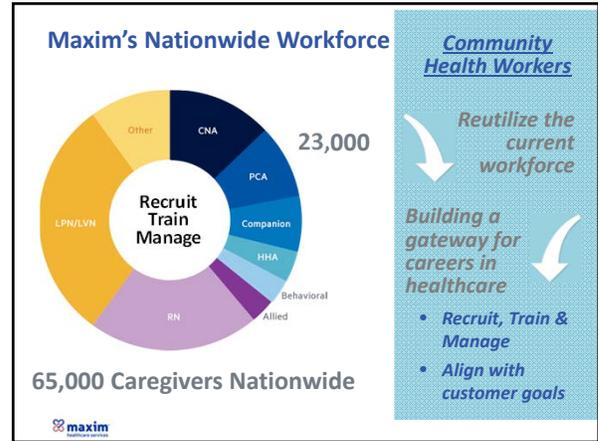 Maxim's Nationwide Workforce
Other
CNA
23,000
PCA
Recruit
Train
Manage
LPN/LVN
Companion
HHA
Behavioral
Allied
RN
65,000 Caregivers Nationwide
maxim
healthcare services
Community
Health Workers
Reutilize the
current
workforce
Building a
gateway for
careers in
healthcare
• Recruit, Train &
Manage
• Align with
customer goals